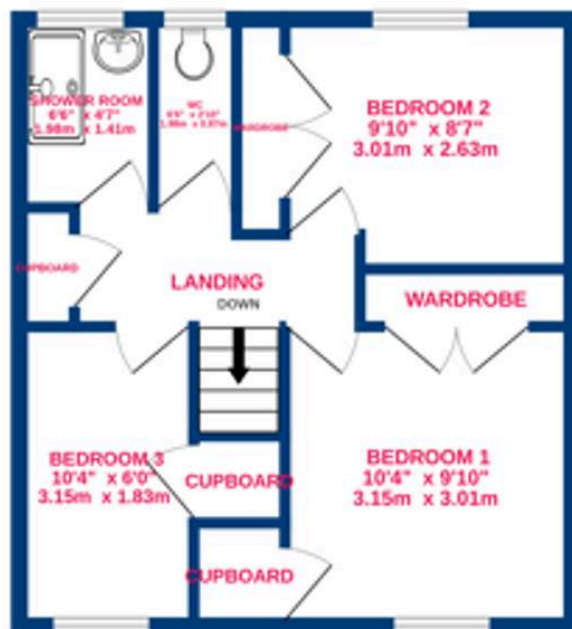 SHOWER ROOM
6'6" x 4'7"
1.98m x 1.41m
WC
WARDROBE
BEDROOM 2
9'10" x 8'7"
3.01m x 2.63m
CUPBOARD
LANDING
DOWN
WARDROBE
BEDROOM 3
10'4" x 6'0"
3.15m x 1.83m
CUPBOARD
BEDROOM 1
10'4" x 9'10"
3.15m x 3.01m
CUPBOARD